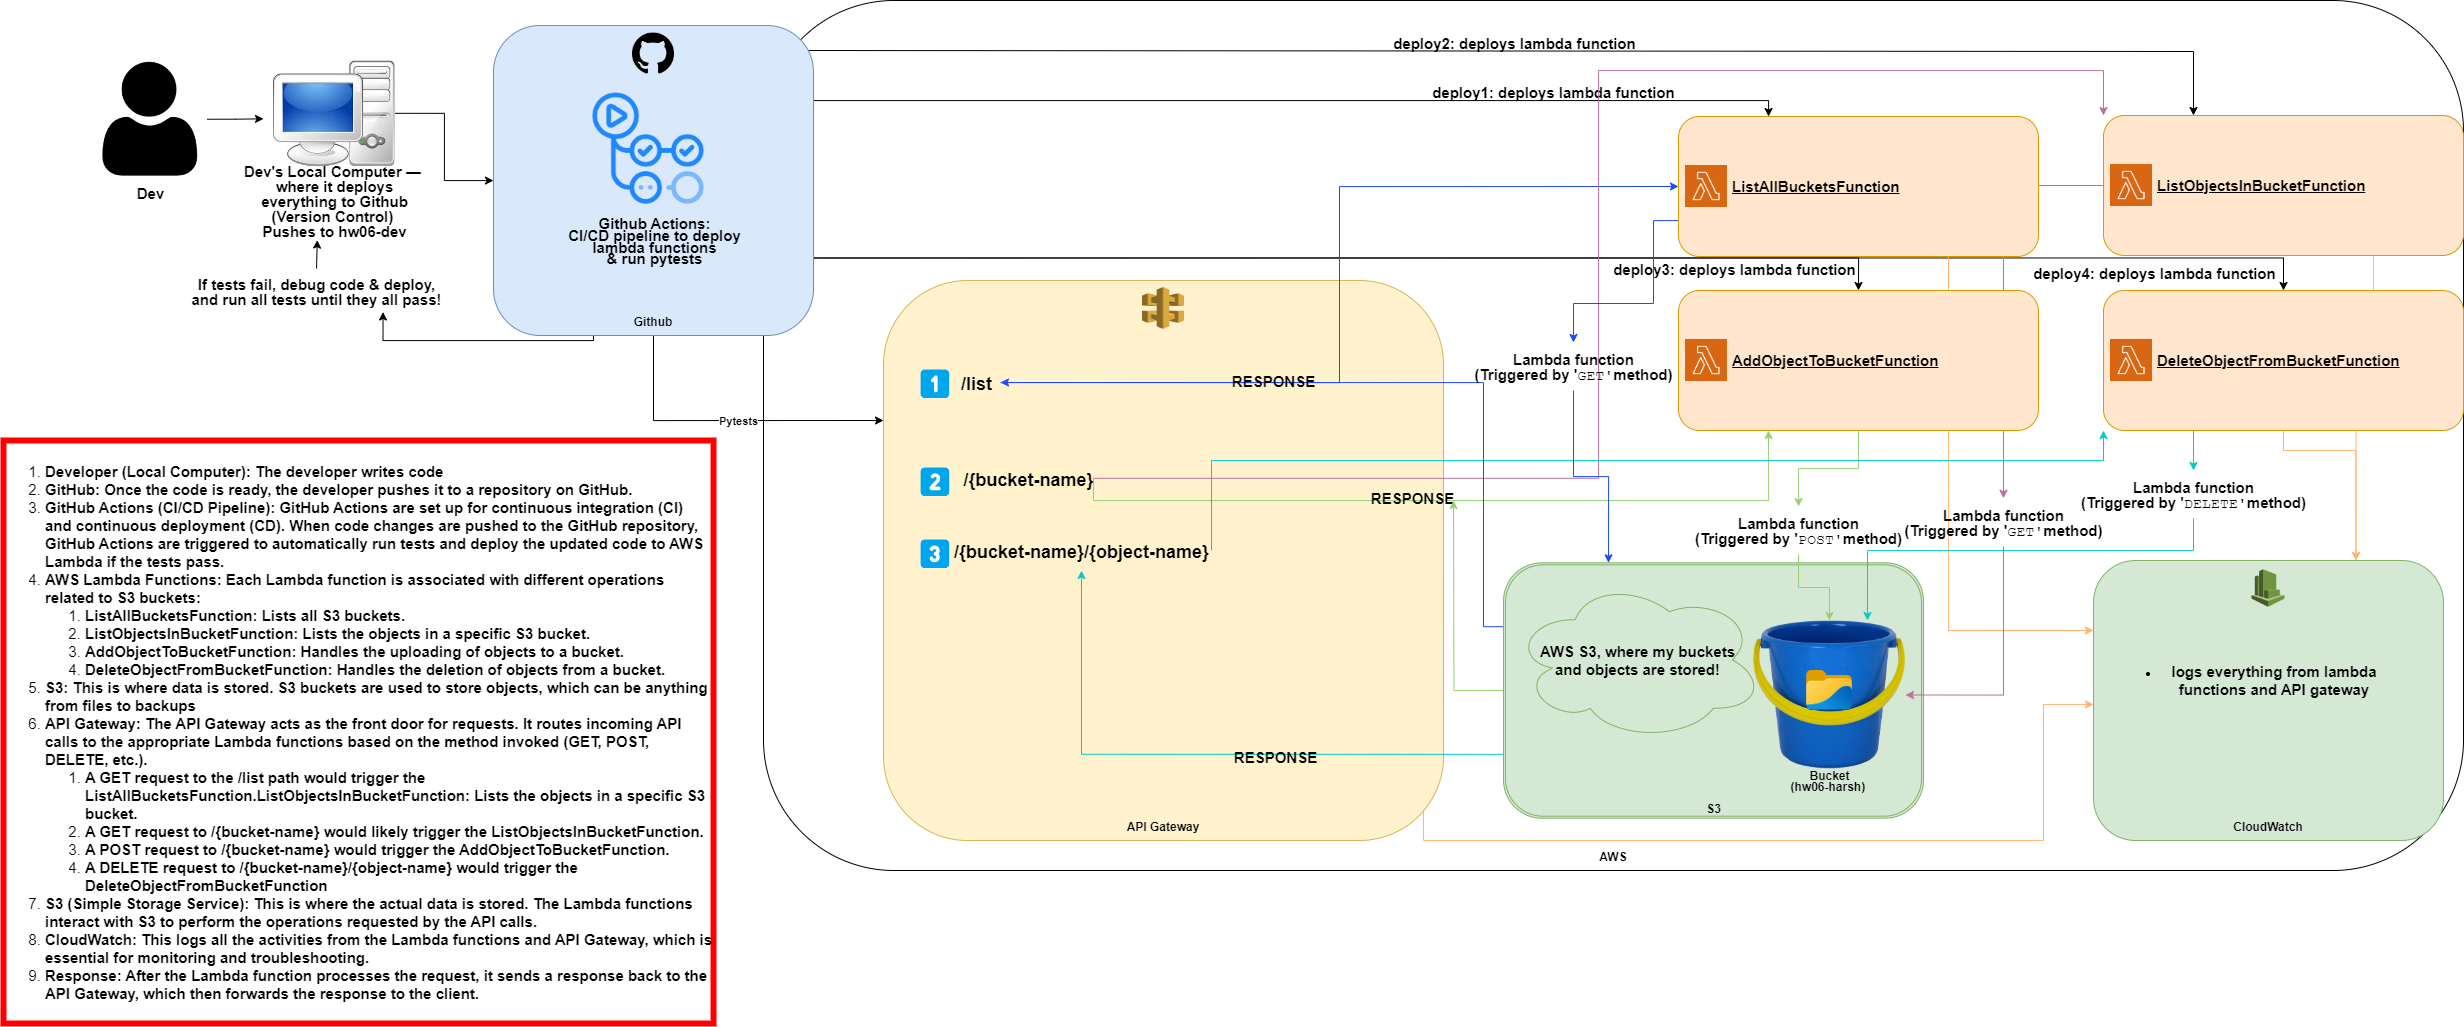 deploy2: deploys lambda function
deploy1: deploys lambda function
Dev
Dev's Local Computer —
where it deploys
everything to Github
(Version Control)
Pushes to hw06-dev
If tests fail, debug code & deploy,
and run all tests until they all pass!
Github Actions:
CI/CD pipeline to deploy
lambda functions
& run pytests
Github
Pytests
ListAllBucketsFunction
ListObjectsInBucketFunction
deploy3: deploys lambda function
deploy4: deploys lambda function
AddObjectToBucketFunction
DeleteObjectFromBucketFunction
Lambda function
(Triggered by 'GET' method)
1 /list
RESPONSE
2 /{bucket-name}
RESPONSE
3 /{bucket-name}/{object-name}
RESPONSE
API Gateway
Lambda function
(Triggered by 'POST' method)
Lambda function
(Triggered by 'GET' method)
Lambda function
(Triggered by 'DELETE' method)
AWS S3, where my buckets
and objects are stored!
Bucket
(hw06-harsh)
S3
• logs everything from lambda
functions and API gateway
CloudWatch
AWS
1. Developer (Local Computer): The developer writes code
2. GitHub: Once the code is ready, the developer pushes it to a repository on GitHub.
3. GitHub Actions (CI/CD Pipeline): GitHub Actions are set up for continuous integration (CI)
and continuous deployment (CD). When code changes are pushed to the GitHub repository,
GitHub Actions are triggered to automatically run tests and deploy the updated code to AWS
Lambda if the tests pass.
4. AWS Lambda Functions: Each Lambda function is associated with different operations
related to S3 buckets:
1. ListAllBucketsFunction: Lists all S3 buckets.
2. ListObjectsInBucketFunction: Lists the objects in a specific S3 bucket.
3. AddObjectToBucketFunction: Handles the uploading of objects to a bucket.
4. DeleteObjectFromBucketFunction: Handles the deletion of objects from a bucket.
5. S3: This is where data is stored. S3 buckets are used to store objects, which can be anything
from files to backups
6. API Gateway: The API Gateway acts as the front door for requests. It routes incoming API
calls to the appropriate Lambda functions based on the method invoked (GET, POST,
DELETE, etc.).
1. A GET request to the /list path would trigger the
ListAllBucketsFunction.ListObjectsInBucketFunction: Lists the objects in a specific S3
bucket.
2. A GET request to /{bucket-name} would likely trigger the ListObjectsInBucketFunction.
3. A POST request to /{bucket-name} would trigger the AddObjectToBucketFunction.
4. A DELETE request to /{bucket-name}/{object-name} would trigger the
DeleteObjectFromBucketFunction
7. S3 (Simple Storage Service): This is where the actual data is stored. The Lambda functions
interact with S3 to perform the operations requested by the API calls.
8. CloudWatch: This logs all the activities from the Lambda functions and API Gateway, which is
essential for monitoring and troubleshooting.
9. Response: After the Lambda function processes the request, it sends a response back to the
API Gateway, which then forwards the response to the client.